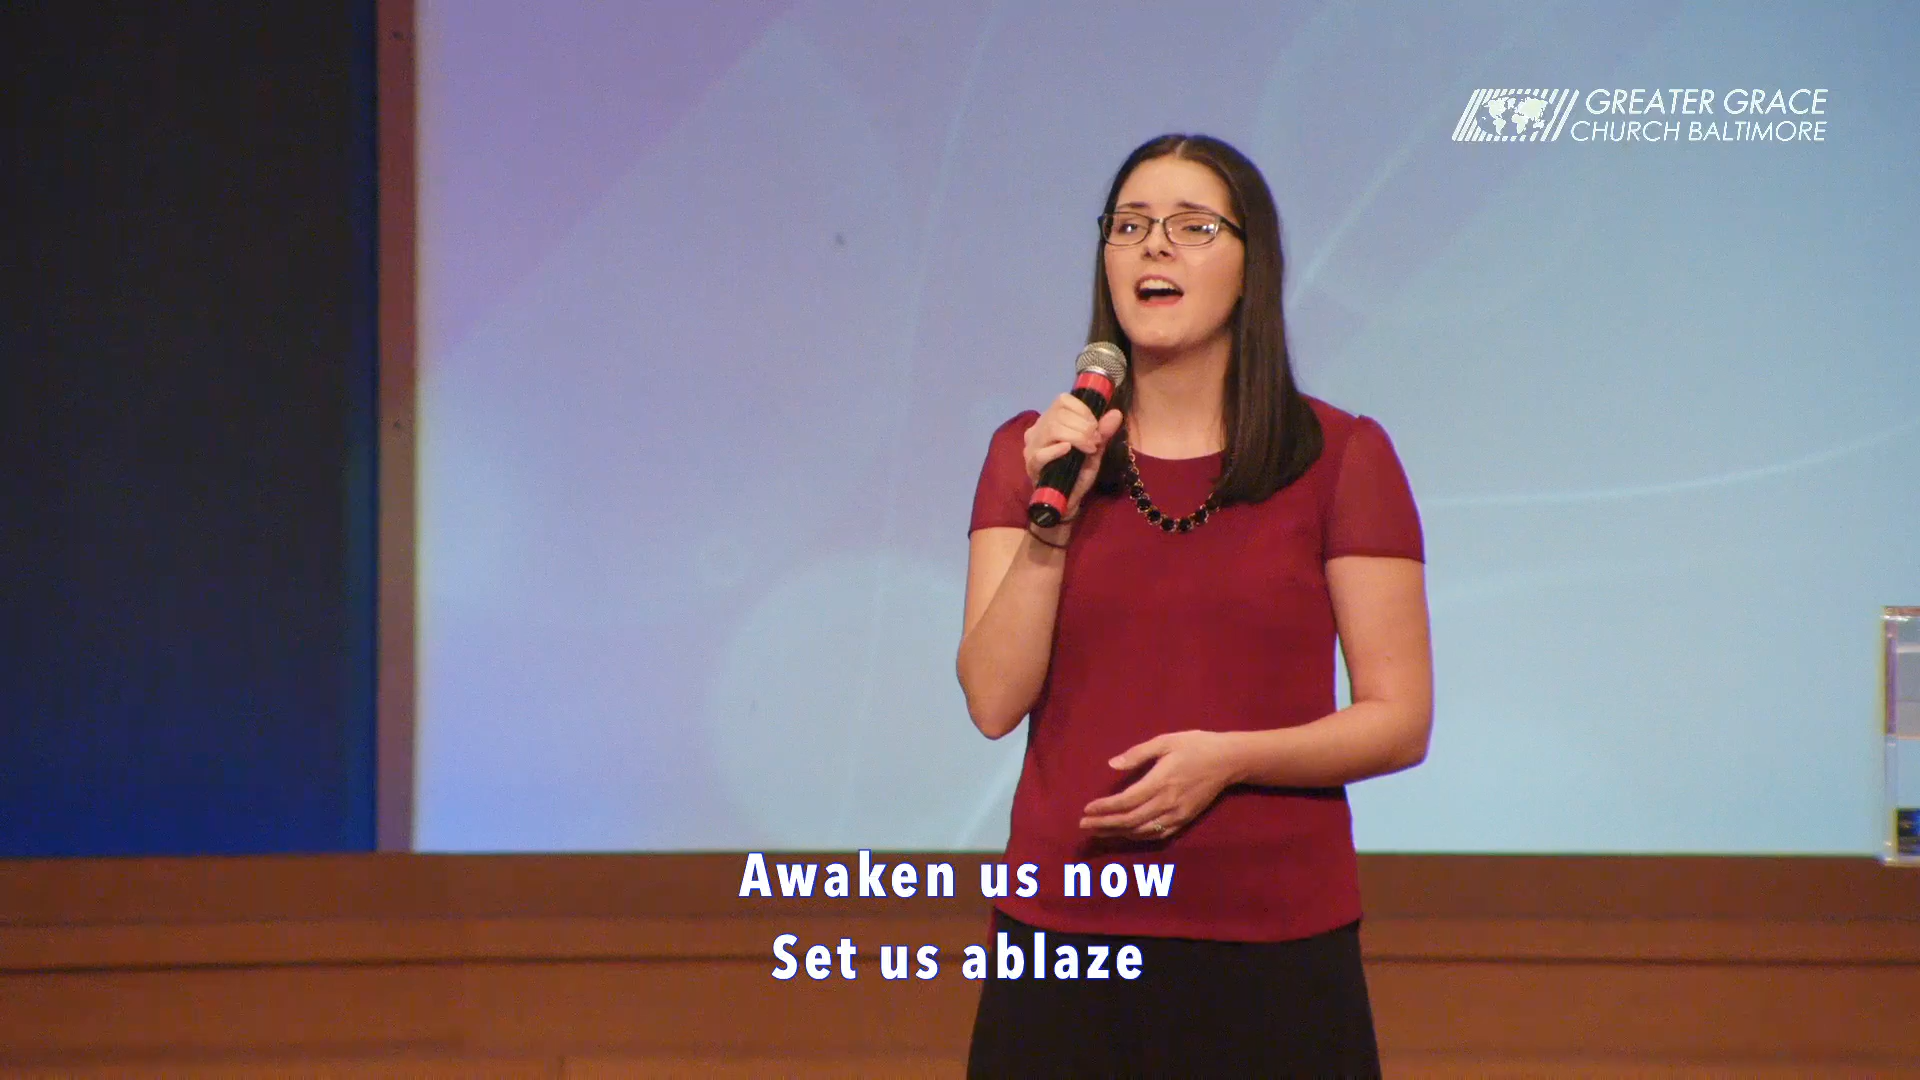 GREATER GRACE
CHURCH BALTIMORE
Awaken us now
Set us ablaze